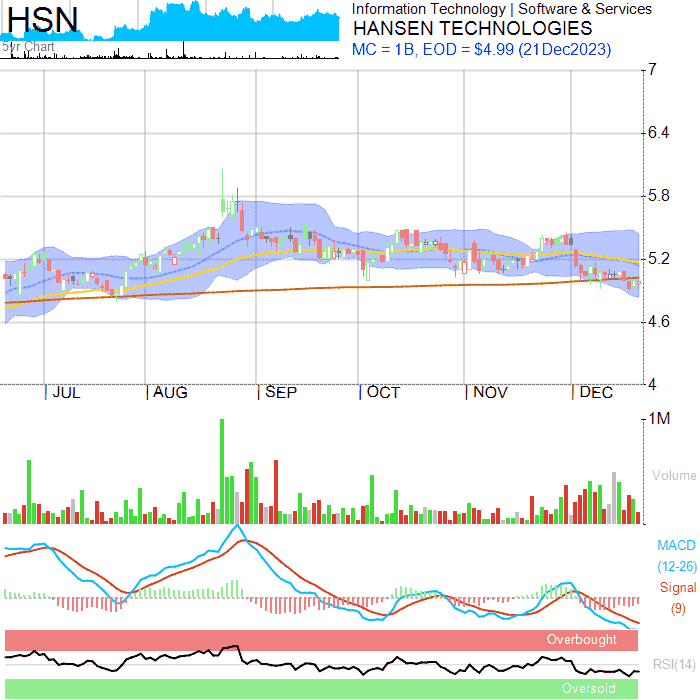 HSN
5yr Chart
Information Technology | Software & Services
HANSEN TECHNOLOGIES
MC = 1B, EOD = $4.99 (21Dec2023)
7
6.4
5.8
5.2
4.6
4
JUL
AUG
SEP
OCT
NOV
DEC
1M
Volume
MACD
(12-26)
Signal
(9)
Overbought
RSI(14)
Oversold